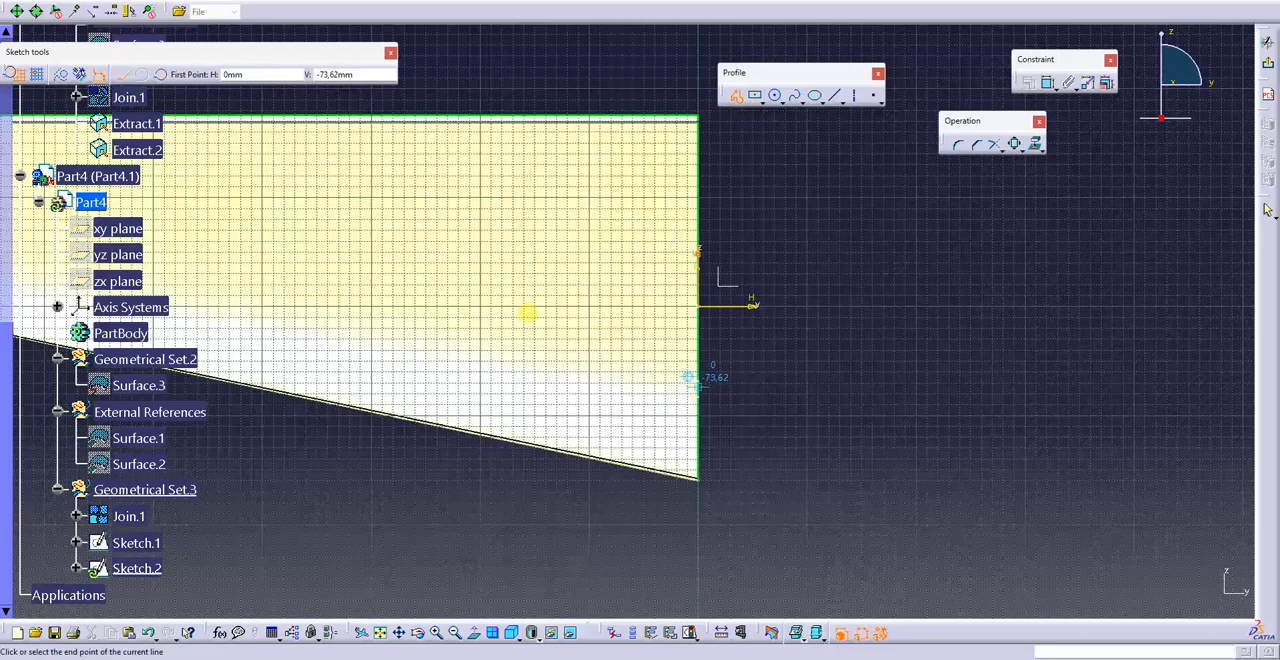 File
Sketch tools
First Point: H: 0mm V: -73,62mm
Profile
Constraint
Operation
z
y
x
Join.1
Extract.1
Extract.2
Part4 (Part4.1)
Part4
xy plane
yz plane
zx plane
Axis Systems
PartBody
Geometrical Set.2
Surface.3
External References
Surface.1
Surface.2
Geometrical Set.3
Join.1
Sketch.1
Sketch.2
Applications
H
y
0
-73,62
z
y
f(x)
PCS
CATIA
Click or select the end point of the current line